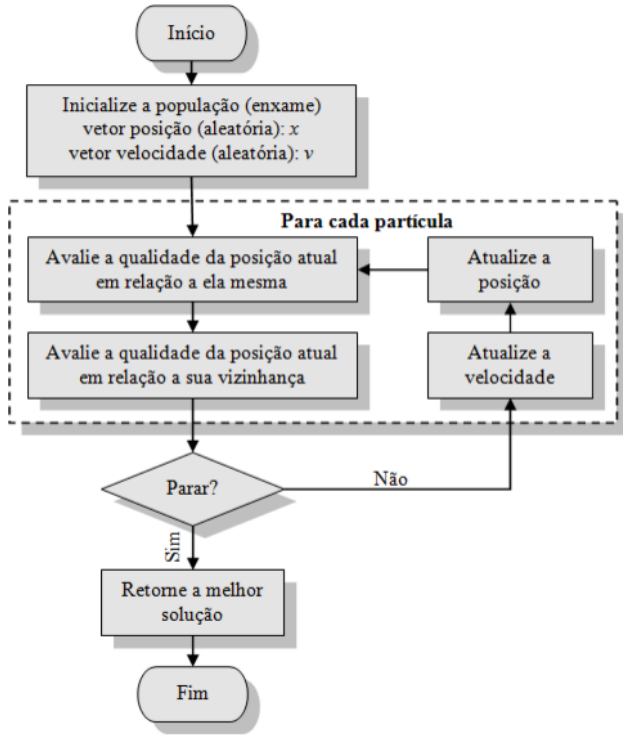 Início
Inicialize a população (enxame)
vetor posição (aleatória): x
vetor velocidade (aleatória): v
Para cada partícula
Avalie a qualidade da posição atual
em relação a ela mesma
Atualize a
posição
Avalie a qualidade da posição atual
em relação a sua vizinhança
Atualize a
velocidade
Parar?
Não
Sim
Retorne a melhor
solução
Fim